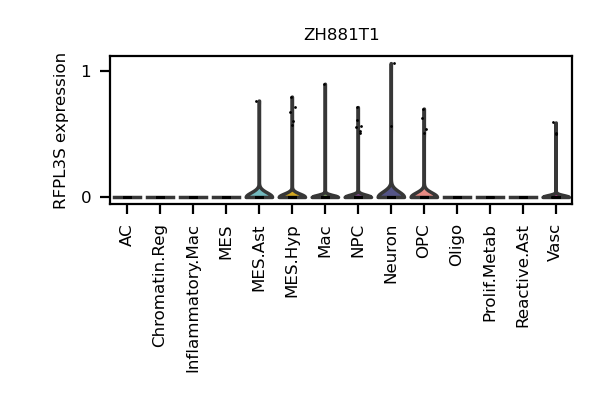 ZH881T1
RFPL3S expression
1
0
AC
Chromatin.Reg
Inflammatory.Mac
MES
MES.Ast
MES.Hyp
Mac
NPC
Neuron
OPC
Oligo
Prolif.Metab
Reactive.Ast
Vasc